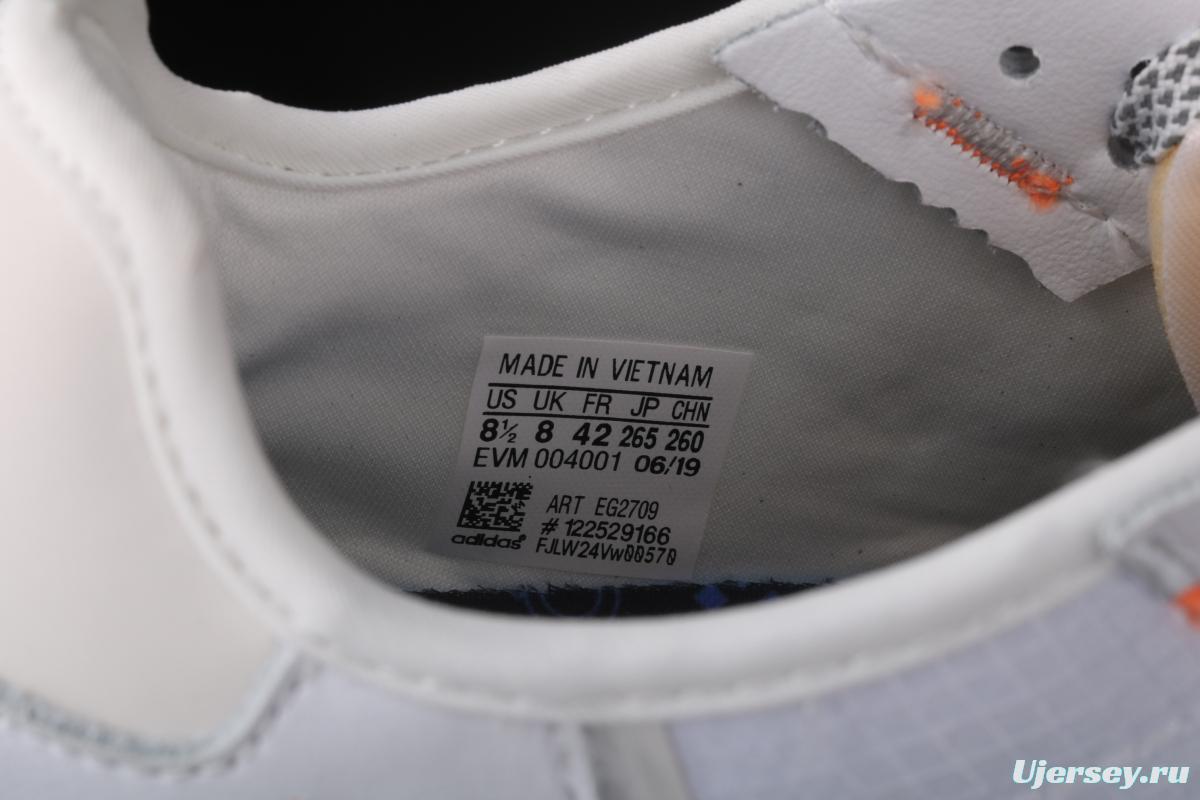 MADE IN VIETNAM
US UK FR JP CHN
8½ 8 42 265 260
EVM 004001 06/19
ART EG2709
# 122529166
adidas® FJLW24Vw00570
Ujersey.ru